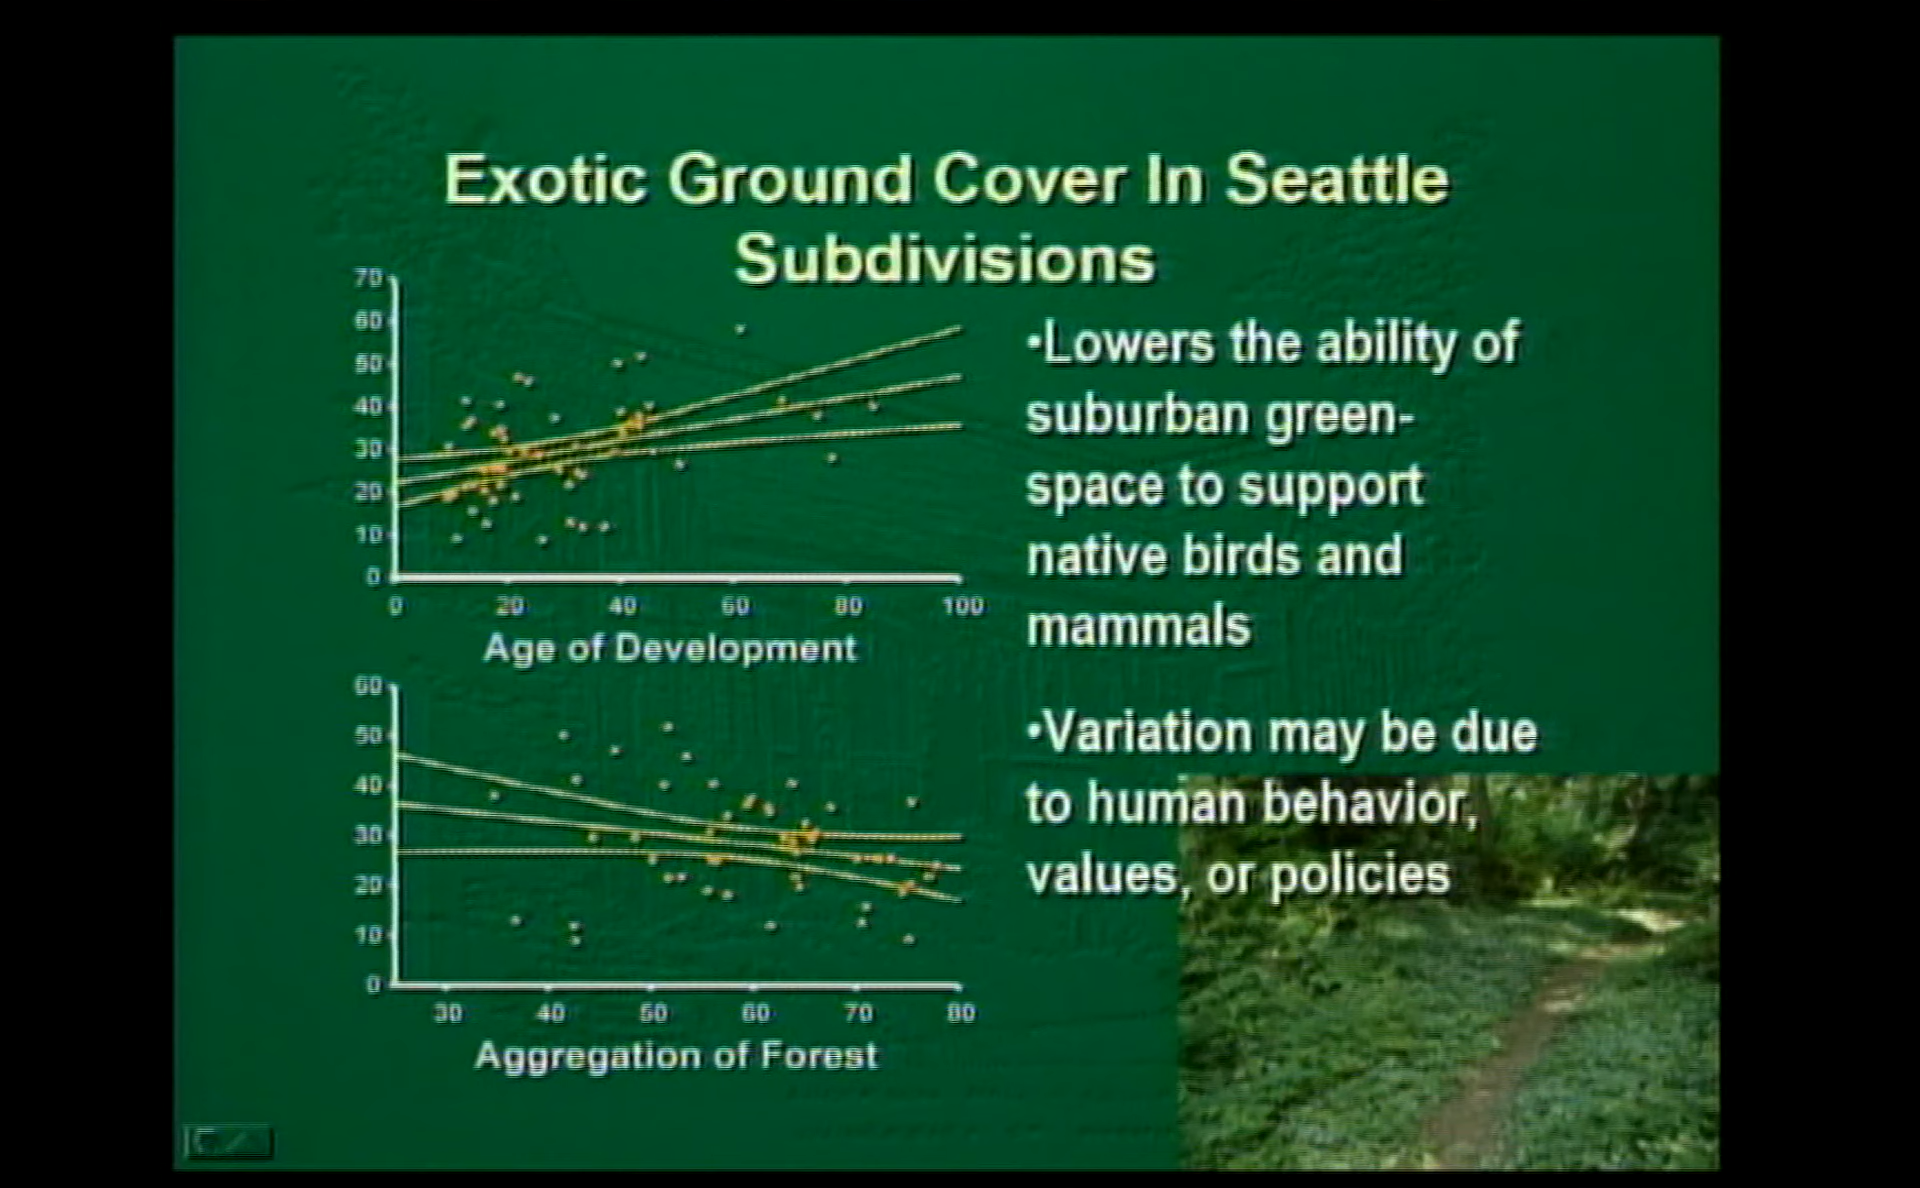 Exotic Ground Cover In Seattle
Subdivisions
70
60
50
40
30
20
10
0
0 20 40 60 80 100
Age of Development
60
50
40
30
20
10
0
30 40 50 60 70 80
Aggregation of Forest
•Lowers the ability of
suburban green-
space to support
native birds and
mammals
•Variation may be due
to human behavior,
values, or policies